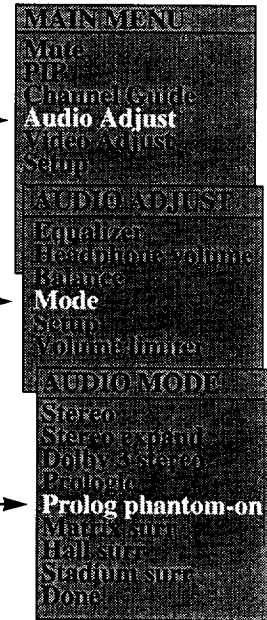 MAIN MENU
Mute
PIP
Channel Guide
Audio Adjust
Video Adjust
Setup
AUDIO ADJUST
Equalizer
Headphone volume
Balance
Mode
Setup
Volume limiter
AUDIO MODE
Stereo
Stereo expand
Dolby 3 stereo
Prologic
Prolog phantom-on
Matrix surr
Hall surr
Stadium surr
Done